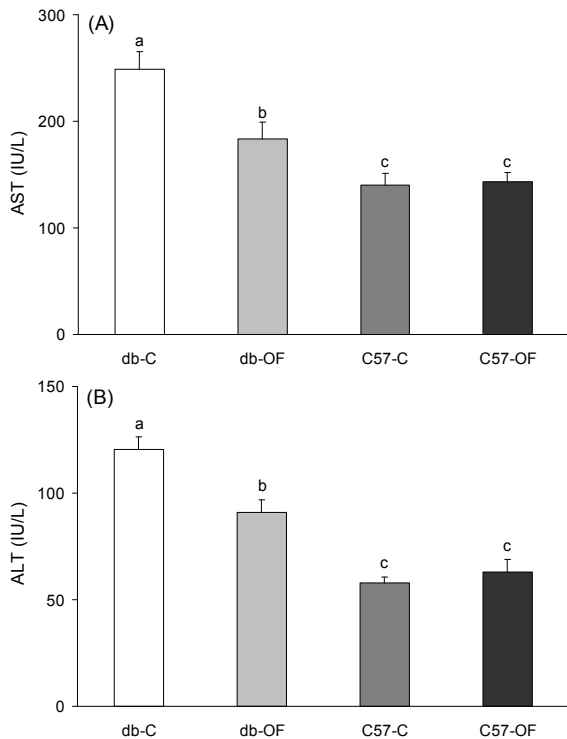 (A)
300
250
200
100
0
AST (IU/L)
a
b
c
c
db-C
db-OF
C57-C
C57-OF
(B)
150
100
50
0
ALT (IU/L)
a
b
c
c
db-C
db-OF
C57-C
C57-OF